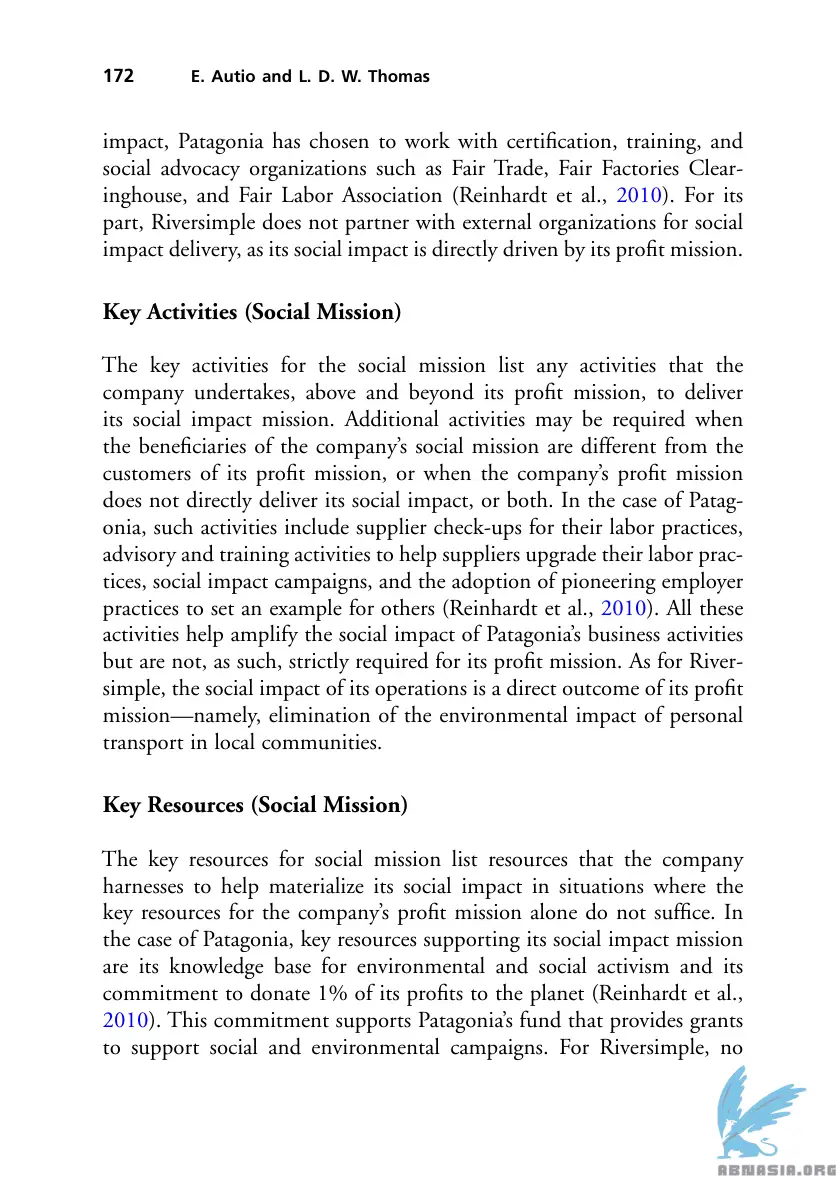 172 E. Autio and L. D. W. Thomas
impact, Patagonia has chosen to work with certification, training, and
social advocacy organizations such as Fair Trade, Fair Factories Clear-
inghouse, and Fair Labor Association (Reinhardt et al., 2010). For its
part, Riversimple does not partner with external organizations for social
impact delivery, as its social impact is directly driven by its profit mission.
Key Activities (Social Mission)
The key activities for the social mission list any activities that the
company undertakes, above and beyond its profit mission, to deliver
its social impact mission. Additional activities may be required when
the beneficiaries of the company’s social mission are different from the
customers of its profit mission, or when the company’s profit mission
does not directly deliver its social impact, or both. In the case of Patag-
onia, such activities include supplier check-ups for their labor practices,
advisory and training activities to help suppliers upgrade their labor prac-
tices, social impact campaigns, and the adoption of pioneering employer
practices to set an example for others (Reinhardt et al., 2010). All these
activities help amplify the social impact of Patagonia’s business activities
but are not, as such, strictly required for its profit mission. As for River-
simple, the social impact of its operations is a direct outcome of its profit
mission—namely, elimination of the environmental impact of personal
transport in local communities.
Key Resources (Social Mission)
The key resources for social mission list resources that the company
harnesses to help materialize its social impact in situations where the
key resources for the company’s profit mission alone do not suffice. In
the case of Patagonia, key resources supporting its social impact mission
are its knowledge base for environmental and social activism and its
commitment to donate 1% of its profits to the planet (Reinhardt et al.,
2010). This commitment supports Patagonia’s fund that provides grants
to support social and environmental campaigns. For Riversimple, no
ABNASIA.ORG